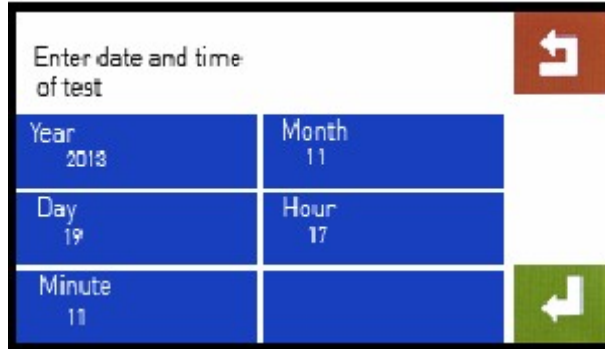 Enter date and time
of test
Year
2013
Month
11
Day
19
Hour
17
Minute
11